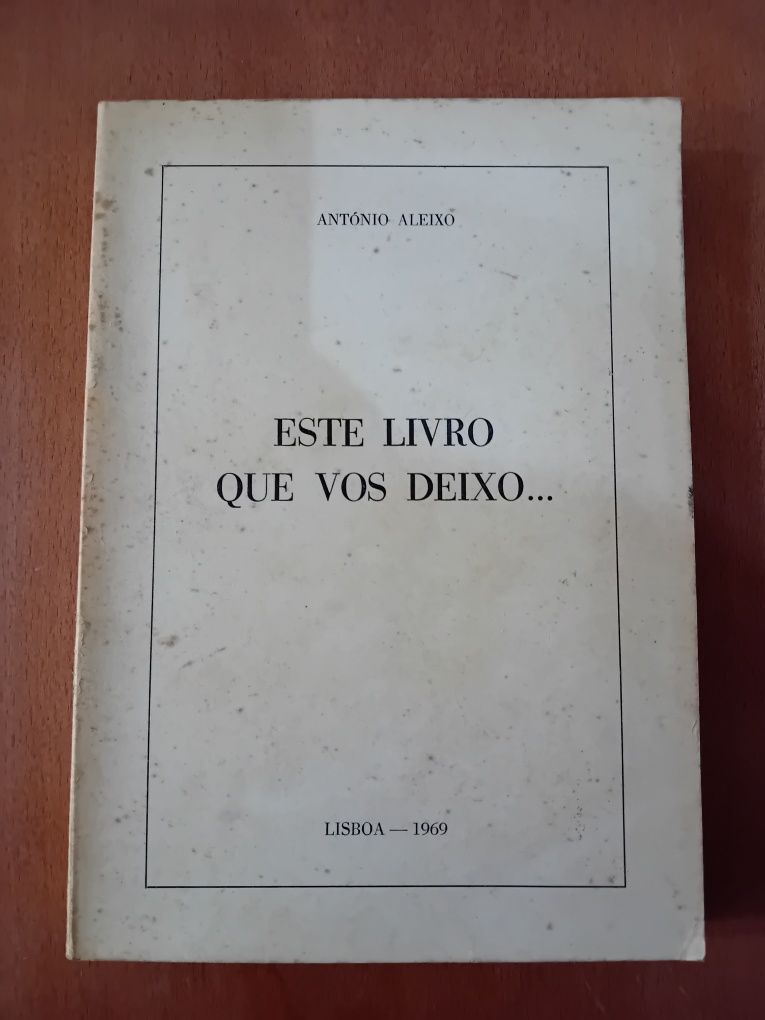 ANTÓNIO ALEIXO
ESTE LIVRO
QUE VOS DEIXO...
LISBOA — 1969